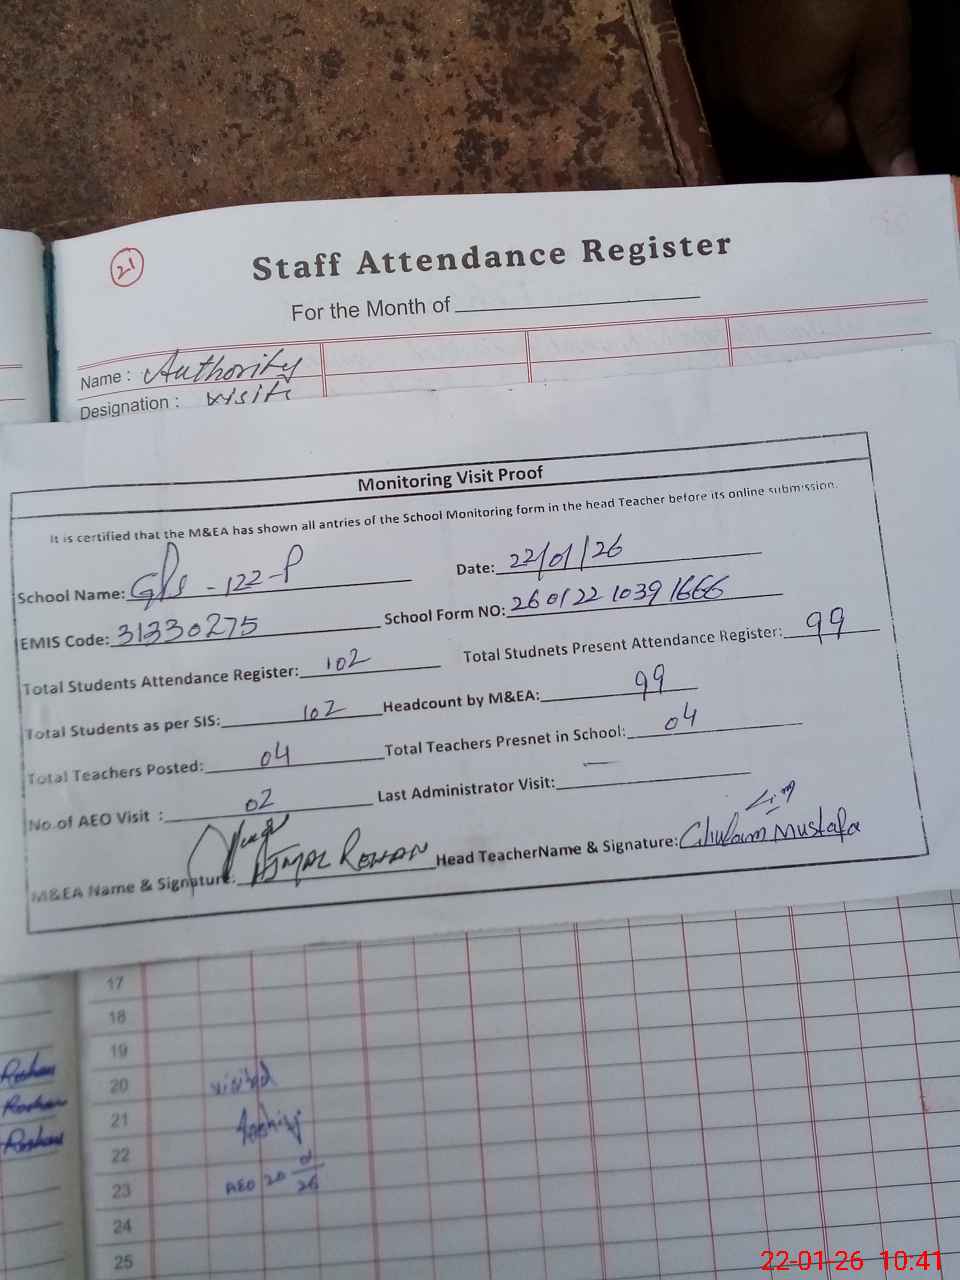 21
Staff Attendance Register
For the Month of
Name : Authority
Designation : visit
Monitoring Visit Proof
It is certified that the M&EA has shown all antries of the School Monitoring form in the head Teacher before its online submission.
School Name: GPS - 122-P Date: 22/01/26
EMIS Code: 31330275 School Form NO: 260122 1039 1666
Total Students Attendance Register: 102 Total Studnets Present Attendance Register: 99
Total Students as per SIS: 102 Headcount by M&EA: 99
Total Teachers Posted: 04 Total Teachers Presnet in School: 04
No.of AEO Visit : 02 Last Administrator Visit: —
M&EA Name & Signature: AJMAL REHAN Head TeacherName & Signature: Ghulam Mustafa
17
18
19
20 visited
21
22
23 AEO 20 01/26
24
25
22-01-26 10:41